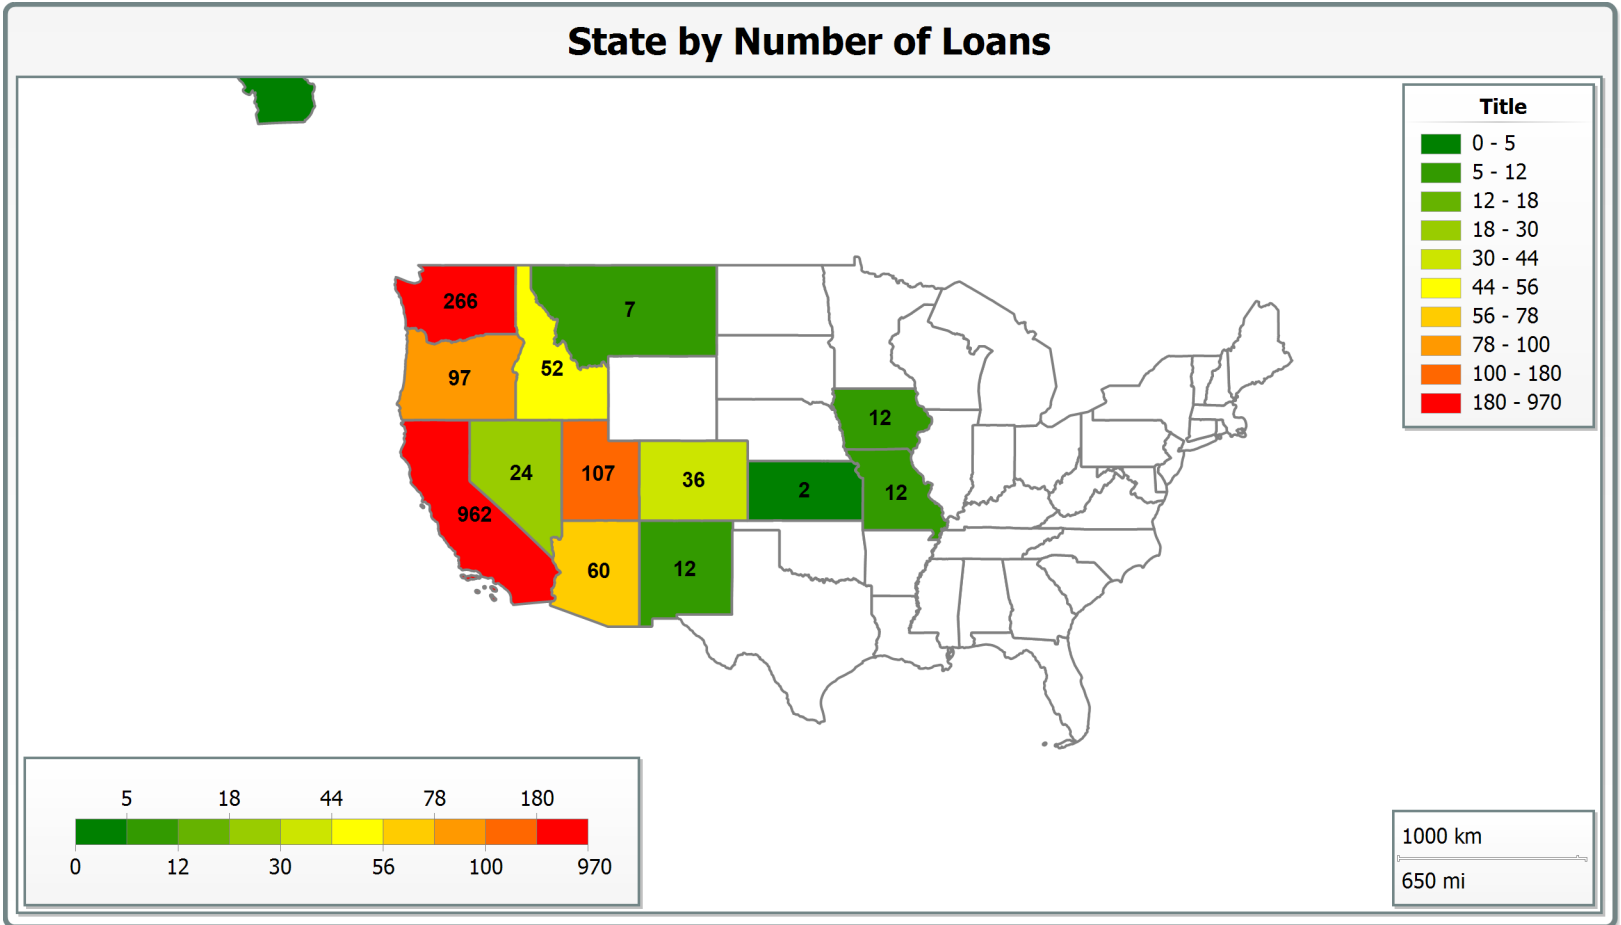 State by Number of Loans
Title
0 - 5
5 - 12
12 - 18
18 - 30
30 - 44
44 - 56
56 - 78
78 - 100
100 - 180
180 - 970
266
7
97
52
12
24
107
36
2
12
962
60
12
5 18 44 78 180
0 12 30 56 100 970
1000 km
650 mi